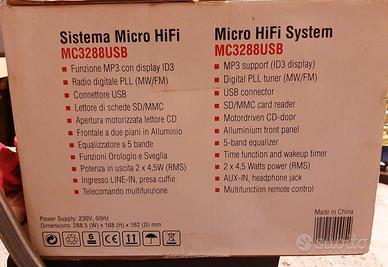 Sistema Micro HiFi
MC3288USB
Funzione MP3 con display ID3
Radio digitale PLL (MW/FM)
Connettore USB
Lettore di schede SD/MMC
Apertura motorizzata lettore CD
Frontale a due piani in Alluminio
Equalizzatore a 5 bande
Funzioni Orologio e Sveglia
Potenza in uscita 2 x 4,5W (RMS)
Ingresso LINE-IN, presa cuffie
Telecomando multifunzione
Micro HiFi System
MC3288USB
MP3 support (ID3 display)
Digital PLL tuner (MW/FM)
USB connector
SD/MMC card reader
Motordriven CD-door
Alluminium front panel
5-band equalizer
Time function and wakeup timer
2 x 4,5 Watts power (RMS)
AUX-IN, headphone jack
Multifunction remote control
Power Supply: 230V, 50Hz
Dimensions: 288.5 (W) x 168 (H) x 162 (D) mm
6
CE
Made in China
subito